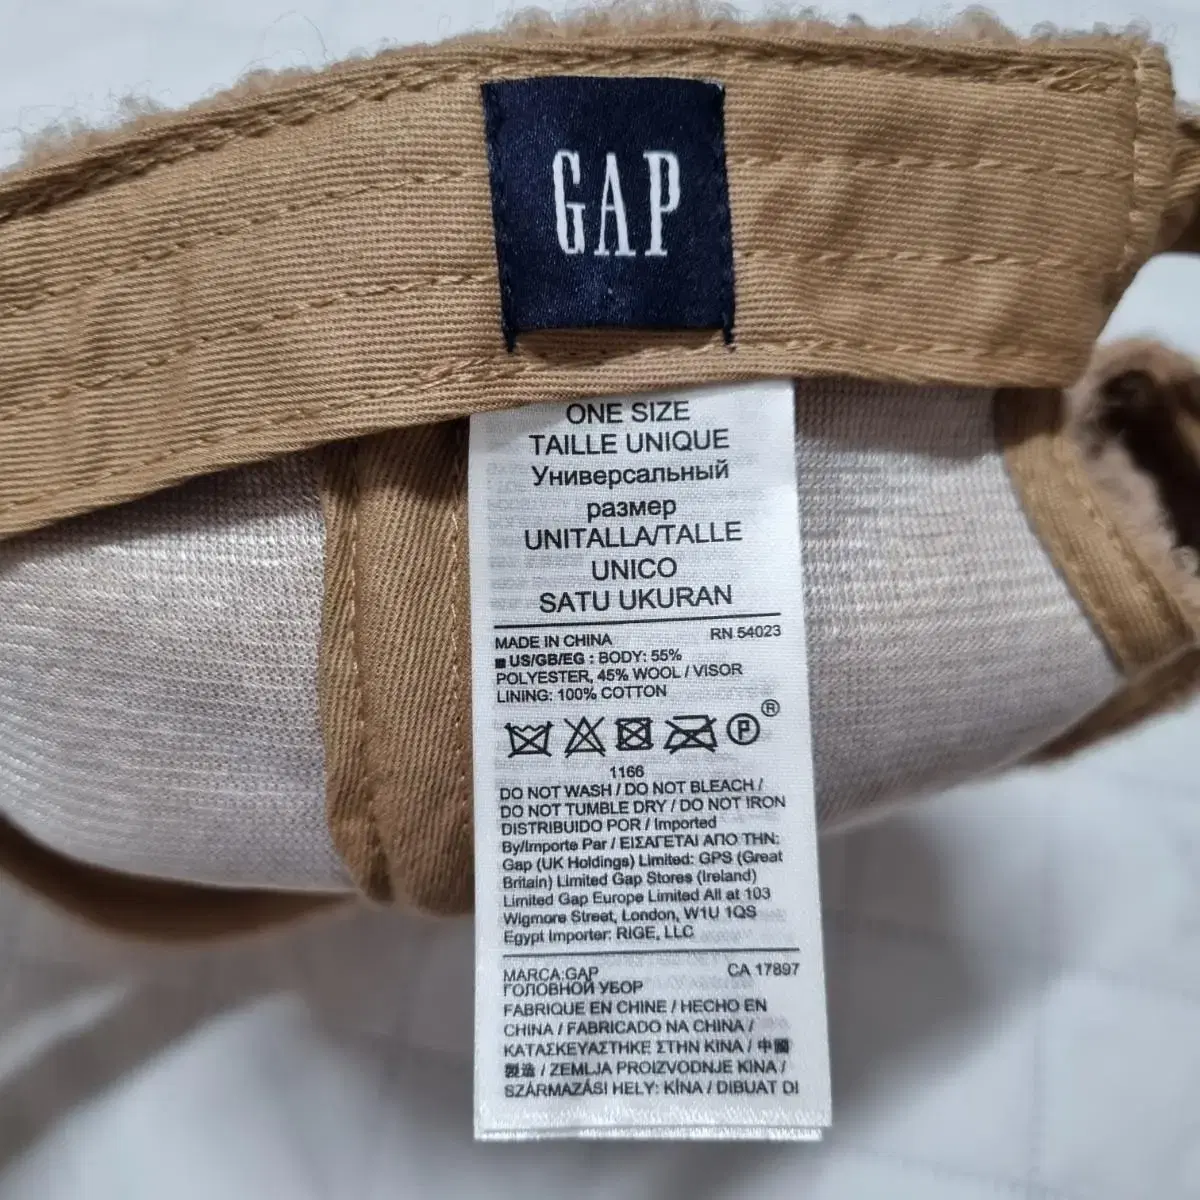 GAP
ONE SIZE
TAILLE UNIQUE
Универсальный
размер
UNITALLA/TALLE
UNICO
SATU UKURAN
MADE IN CHINA RN 54023
■ US/GB/EG : BODY: 55%
POLYESTER, 45% WOOL / VISOR
LINING: 100% COTTON
P ®
1166
DO NOT WASH / DO NOT BLEACH /
DO NOT TUMBLE DRY / DO NOT IRON
DISTRIBUIDO POR / Imported
By/Importe Par / ΕΙΣΑΓΕΤΑΙ ΑΠΟ ΤΗΝ:
Gap (UK Holdings) Limited: GPS (Great
Britain) Limited Gap Stores (Ireland)
Limited Gap Europe Limited All at 103
Wigmore Street, London, W1U 1QS
Egypt Importer: RIGE, LLC
MARCA:GAP CA 17897
ГОЛОВНОЙ УБОР
FABRIQUE EN CHINE / HECHO EN
CHINA / FABRICADO NA CHINA /
ΚΑΤΑΣΚΕΥΑΣΤΗΚΕ ΣΤΗΝ ΚΙΝΑ / 中國
製造 / ZEMLJA PROIZVODNJE KINA /
SZÁRMAZÁSI HELY: KÍNA / DIBUAT DI